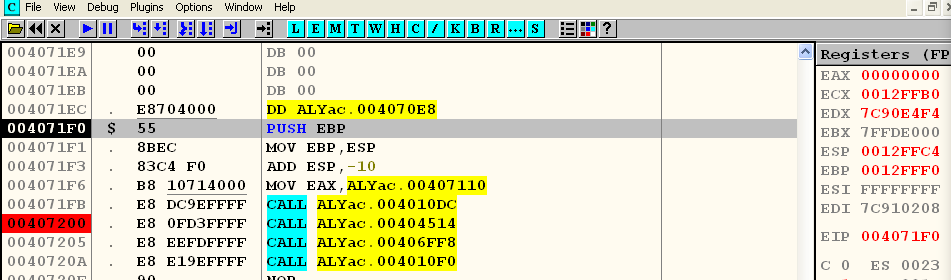 C File View Debug Plugins Options Window Help
L E M T W H C / K B R ... S ?
004071E9 00 DB 00
004071EA 00 DB 00
004071EB 00 DB 00
004071EC . E8704000 DD ALYac.004070E8
004071F0 $ 55 PUSH EBP
004071F1 . 8BEC MOV EBP,ESP
004071F3 . 83C4 F0 ADD ESP,-10
004071F6 . B8 10714000 MOV EAX,ALYac.00407110
004071FB . E8 DC9EFFFF CALL ALYac.004010DC
00407200 . E8 0FD3FFFF CALL ALYac.00404514
00407205 . E8 EEFDFFFF CALL ALYac.00406FF8
0040720A . E8 E19EFFFF CALL ALYac.004010F0
0040720F 90 NOP
Registers (FP
EAX 00000000
ECX 0012FFB0
EDX 7C90E4F4
EBX 7FFDE000
ESP 0012FFC4
EBP 0012FFF0
ESI FFFFFFFF
EDI 7C910208
EIP 004071F0
C 0 ES 0023